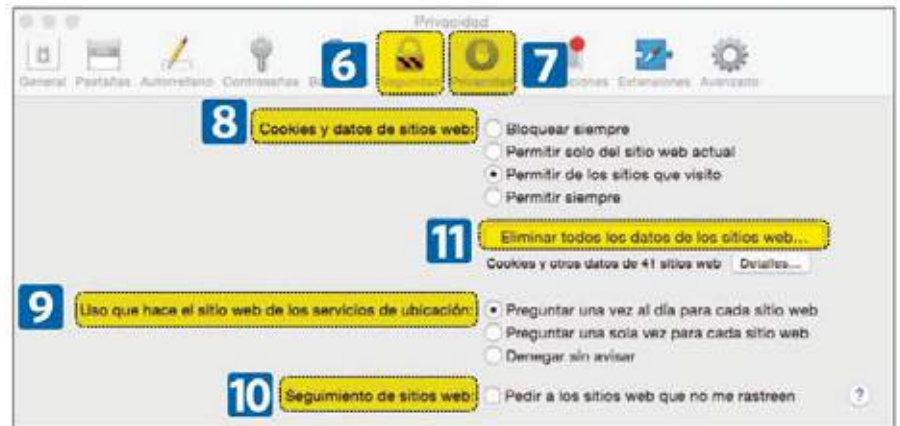 Privacidad
General Pestañas Autorrelleno Contraseñas 6 Seguridad Privacidad 7 Extensiones Avanzado
8 Cookies y datos de sitios web: Bloquear siempre
Permitir solo del sitio web actual
Permitir de los sitios que visito
Permitir siempre
11 Eliminar todos los datos de los sitios web...
Cookies y otros datos de 41 sitios web Detalles...
9 Uso que hace el sitio web de los servicios de ubicación: Preguntar una vez al día para cada sitio web
Preguntar una sola vez para cada sitio web
Denegar sin avisar
10 Seguimiento de sitios web: Pedir a los sitios web que no me rastreen ?